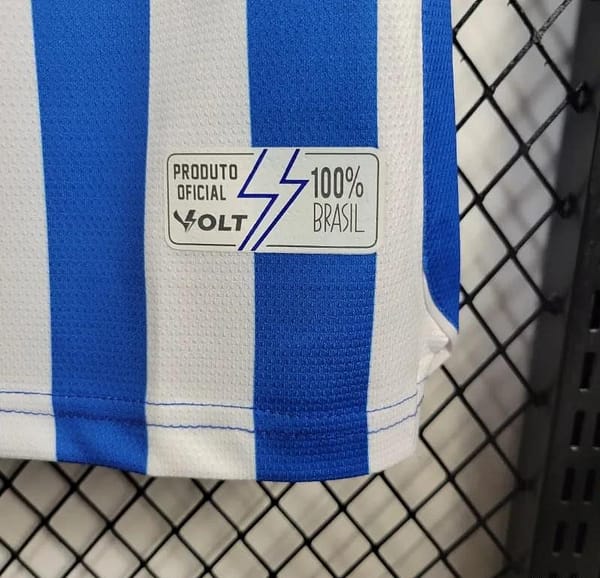 PRODUTO
OFICIAL
VOLT
100%
BRASIL